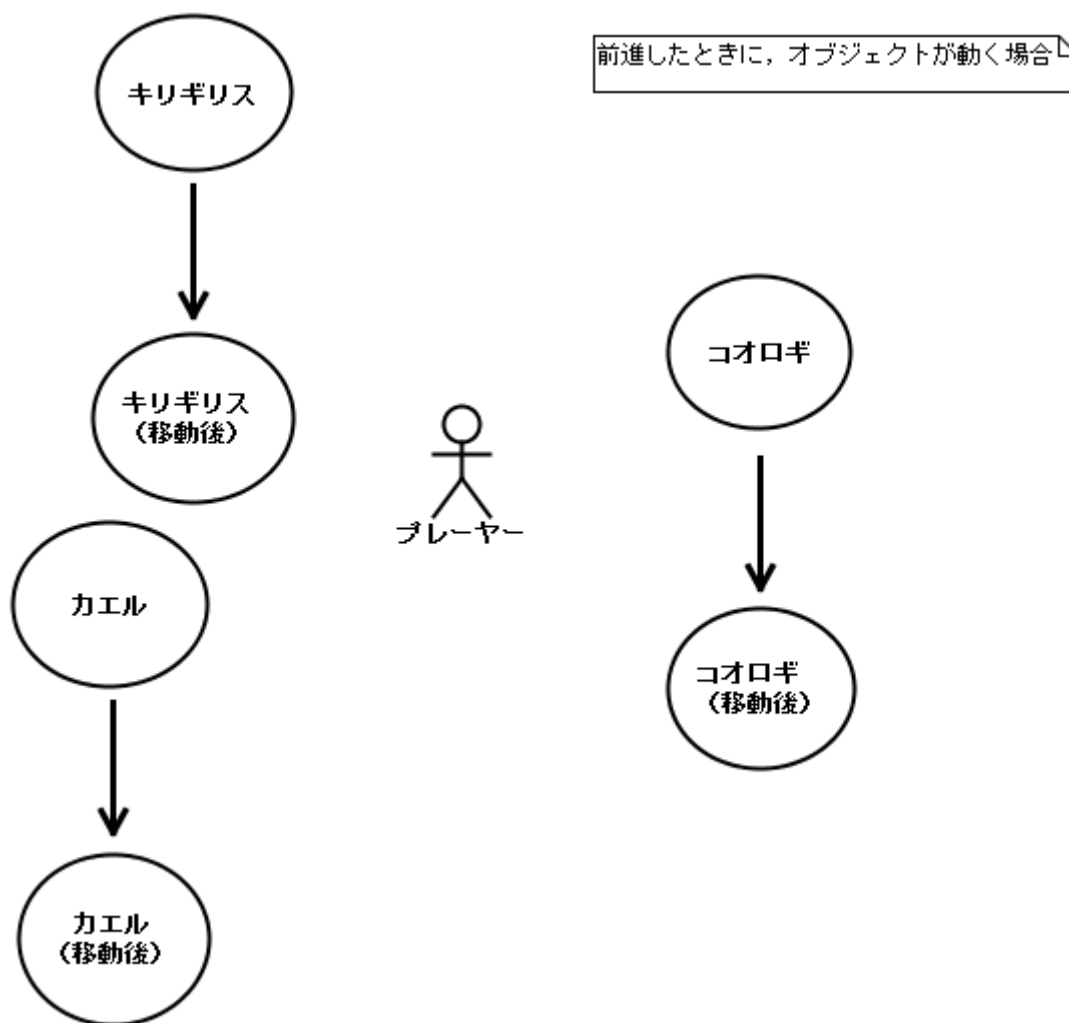 キリギリス
前進したときに，オブジェクトが動く場合
キリギリス
（移動後）
コオロギ
プレーヤー
カエル
コオロギ
（移動後）
カエル
（移動後）